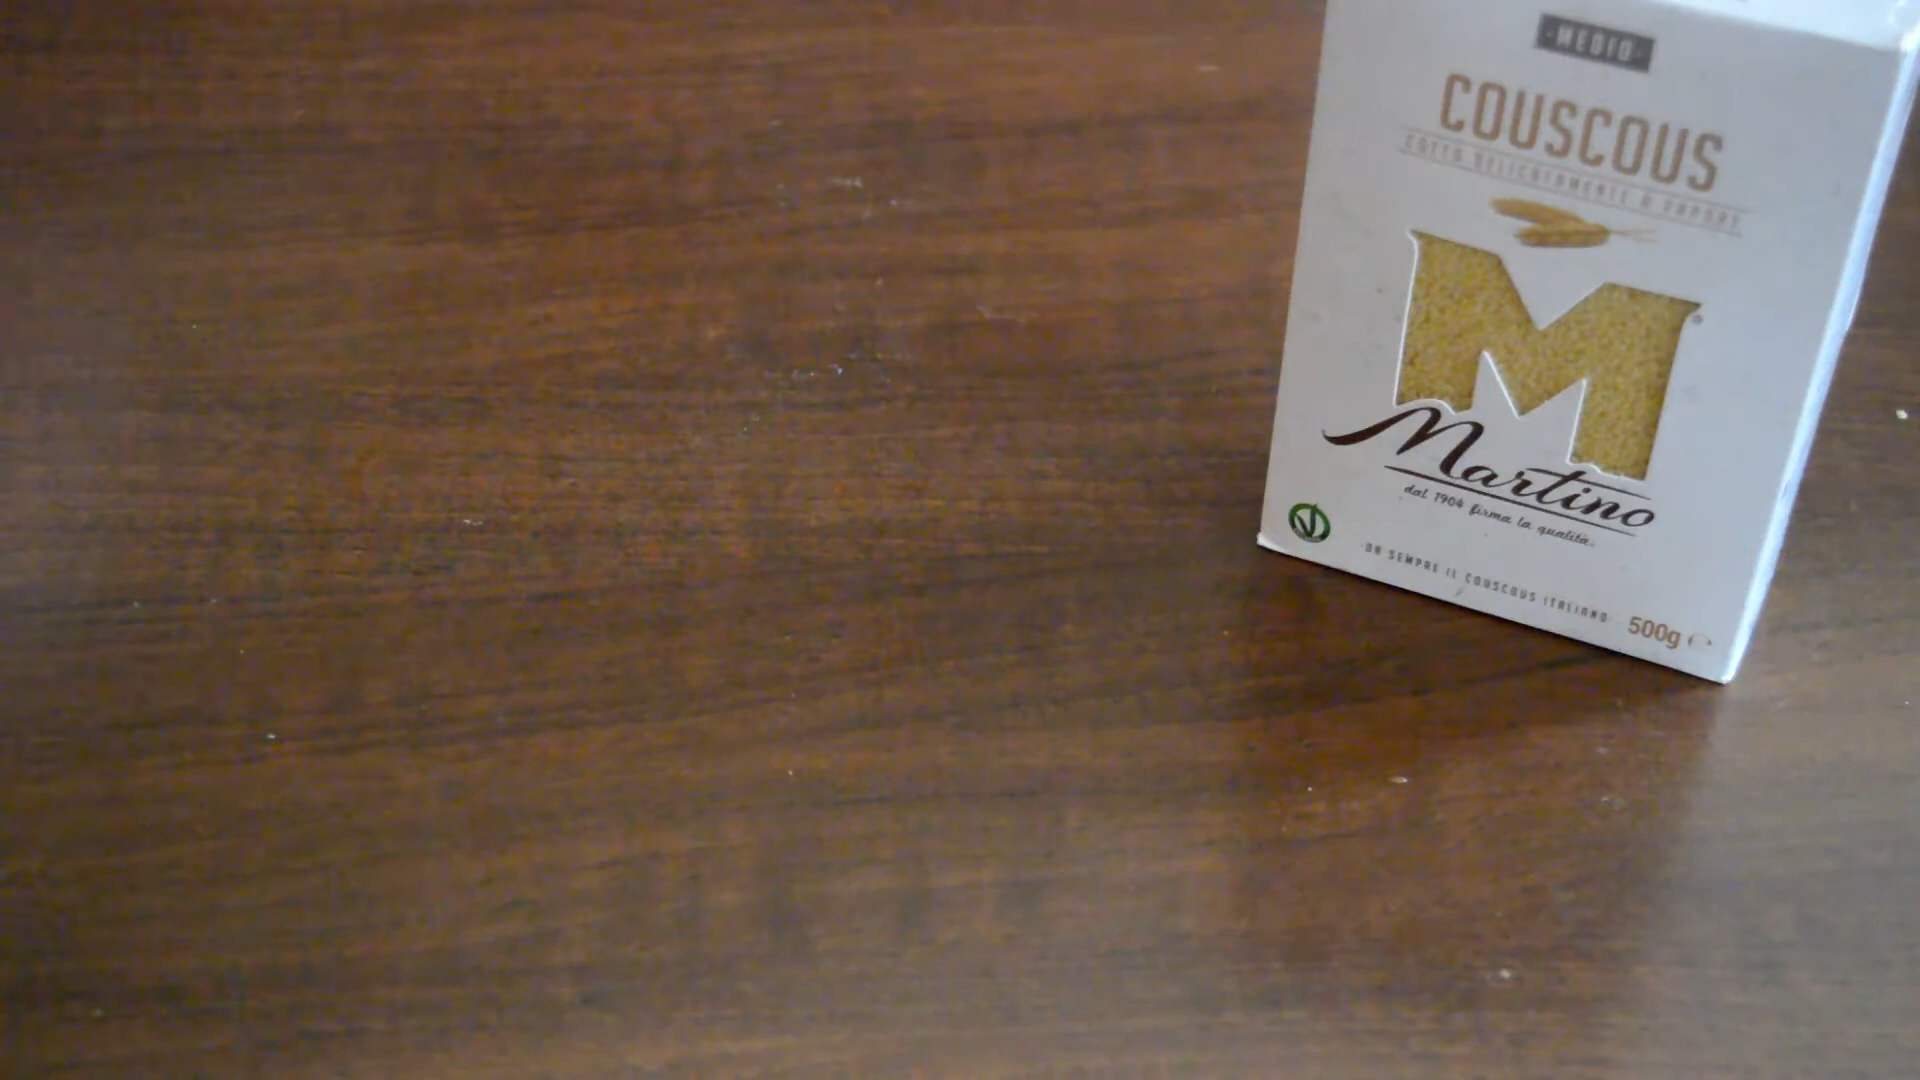 ·MEDIO·
COUSCOUS
COTTO DELICATAMENTE A VAPORE
M
Martino
dal 1904 firma la qualità.
DA SEMPRE IL COUSCOUS ITALIANO
500g ℮